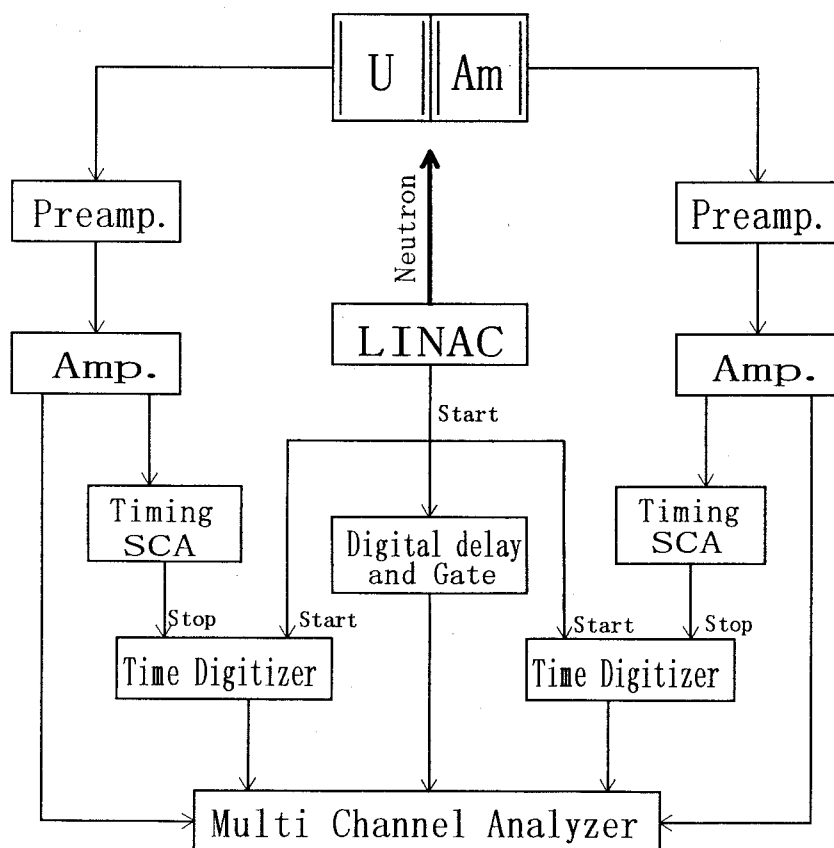 U
Am
Preamp.
Neutron
Preamp.
LINAC
Amp.
Amp.
Start
Timing
SCA
Digital delay
and Gate
Timing
SCA
Stop
Start
Start
Stop
Time Digitizer
Time Digitizer
Multi Channel Analyzer